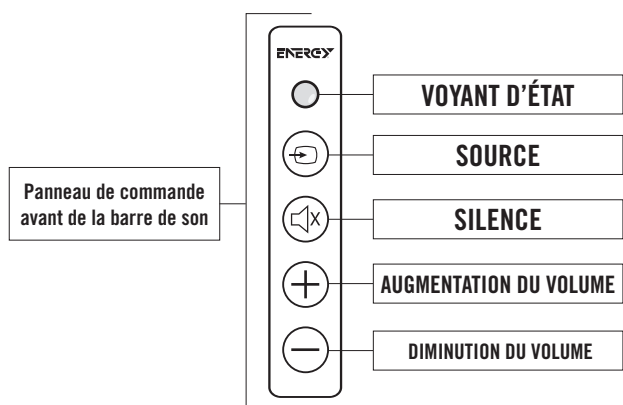 ENERGY
VOYANT D'ÉTAT
SOURCE
Panneau de commande
avant de la barre de son
SILENCE
AUGMENTATION DU VOLUME
DIMINUTION DU VOLUME